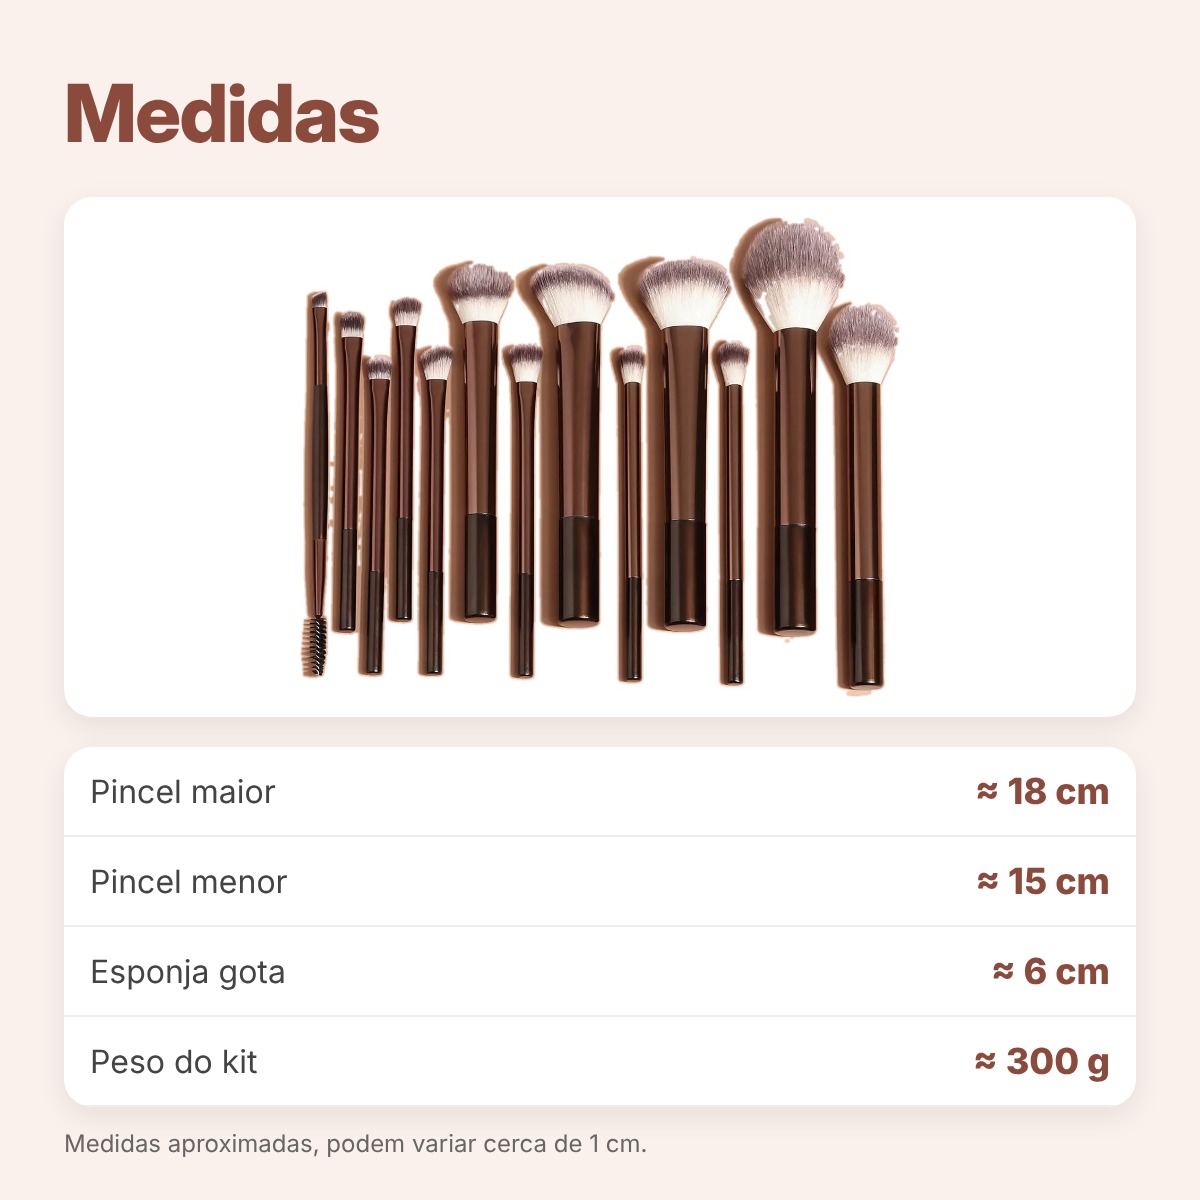 Medidas
Pincel maior ≈ 18 cm
Pincel menor ≈ 15 cm
Esponja gota ≈ 6 cm
Peso do kit ≈ 300 g
Medidas aproximadas, podem variar cerca de 1 cm.